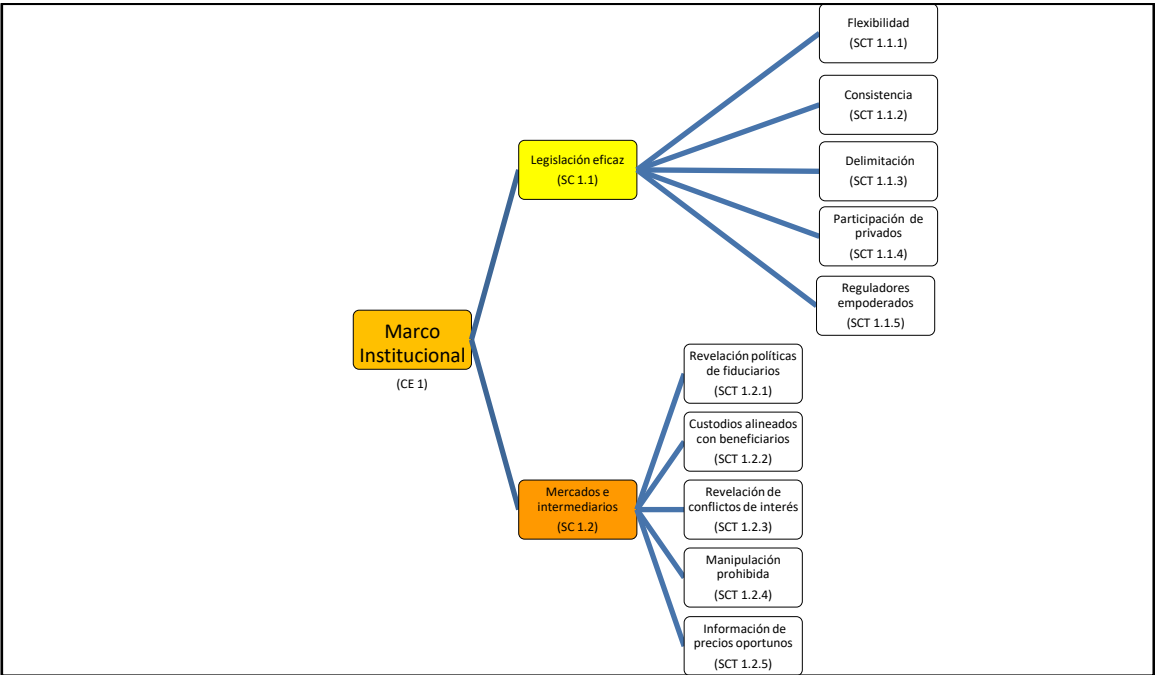 Flexibilidad
(SCT 1.1.1)
Consistencia
(SCT 1.1.2)
Legislación eficaz
(SC 1.1)
Delimitación
(SCT 1.1.3)
Participación de
privados
(SCT 1.1.4)
Reguladores
empoderados
(SCT 1.1.5)
Marco
Institucional
(CE 1)
Revelación políticas
de fiduciarios
(SCT 1.2.1)
Custodios alineados
con beneficiarios
(SCT 1.2.2)
Mercados e
intermediarios
(SC 1.2)
Revelación de
conflictos de interés
(SCT 1.2.3)
Manipulación
prohibida
(SCT 1.2.4)
Información de
precios oportunos
(SCT 1.2.5)